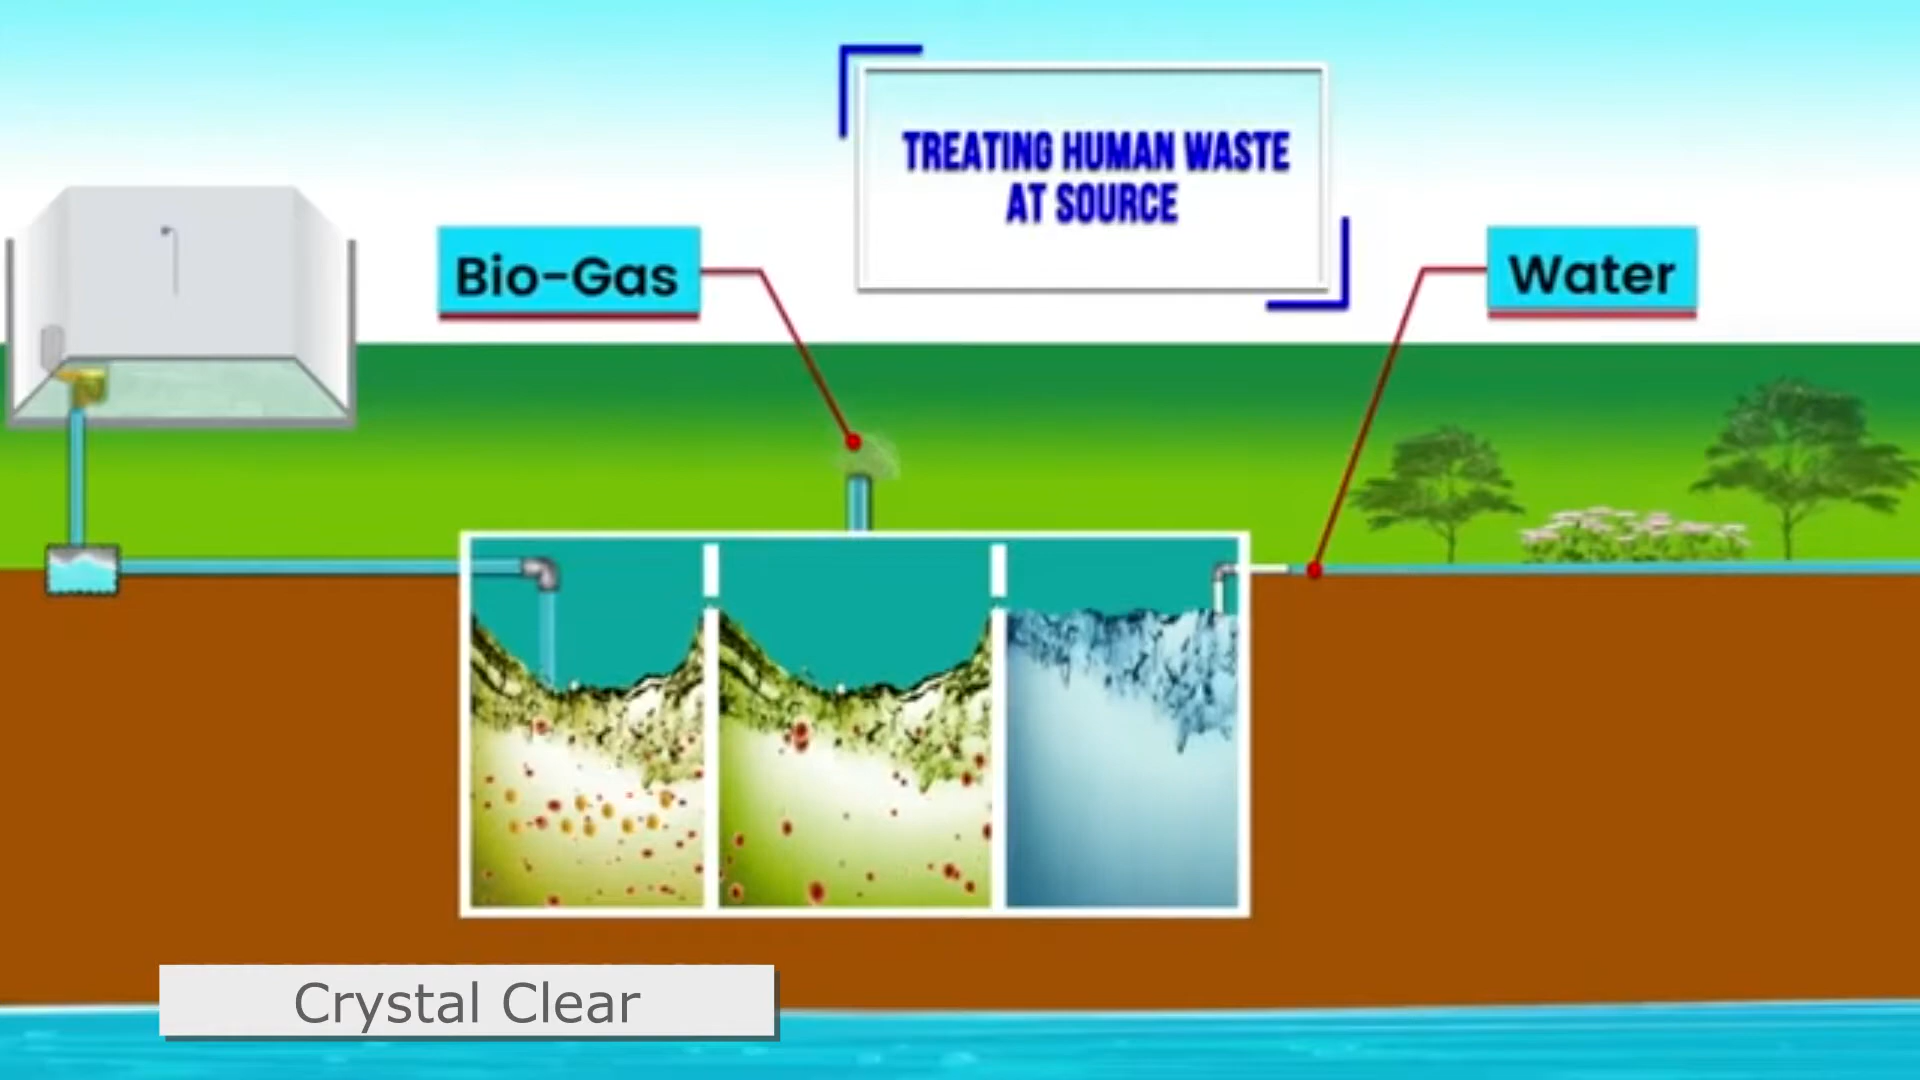 TREATING HUMAN WASTE
AT SOURCE
Bio-Gas
Water
Crystal Clear